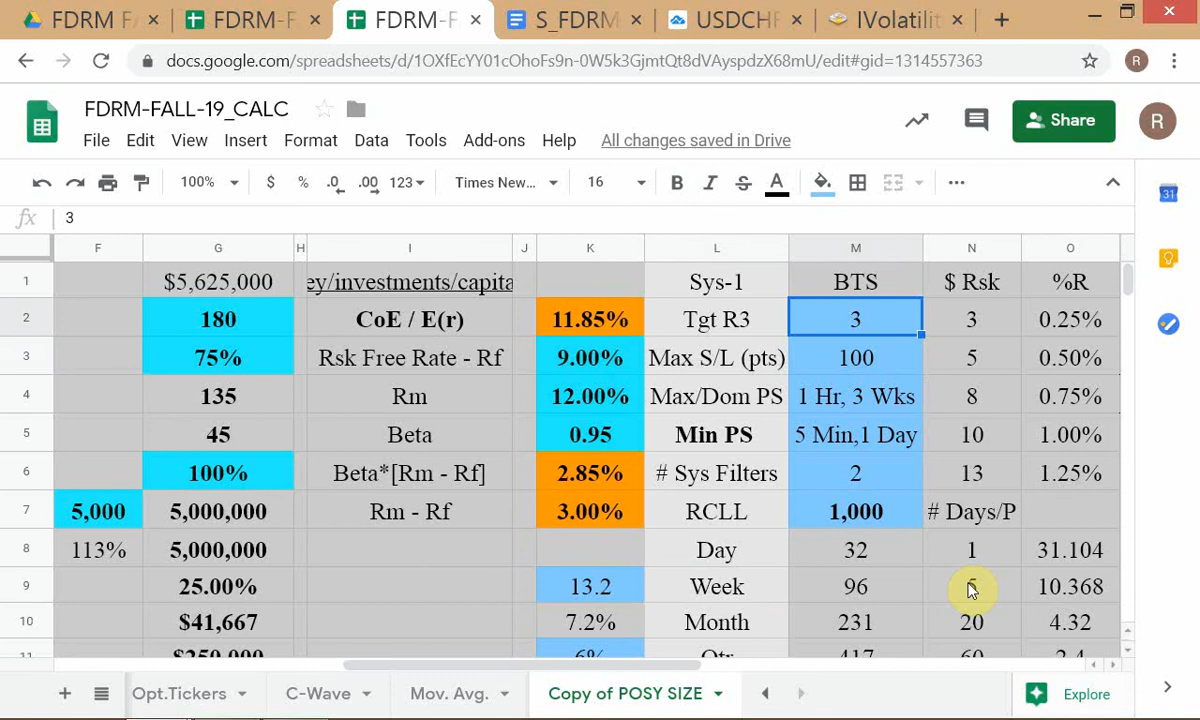 FDRM F
FDRM-F
FDRM-F
S_FDRM
USDCHF
IVolatilit
docs.google.com/spreadsheets/d/1OXfEcYY01cOhoFs9n-0W5k3GjmtQt8dVAyspdzX68mU/edit#gid=1314557363
R
FDRM-FALL-19_CALC
File Edit View Insert Format Data Tools Add-ons Help All changes saved in Drive
Share
R
100% $ % .0 .00 123 Times New... 16 B I S A
31
fx 3
F G H I J K L M N O
1 $5,625,000 ey/investments/capita Sys-1 BTS $ Rsk %R
2 180 CoE / E(r) 11.85% Tgt R3 3 3 0.25%
3 75% Rsk Free Rate - Rf 9.00% Max S/L (pts) 100 5 0.50%
4 135 Rm 12.00% Max/Dom PS 1 Hr, 3 Wks 8 0.75%
5 45 Beta 0.95 Min PS 5 Min,1 Day 10 1.00%
6 100% Beta*[Rm - Rf] 2.85% # Sys Filters 2 13 1.25%
7 5,000 5,000,000 Rm - Rf 3.00% RCLL 1,000 # Days/P
8 113% 5,000,000 Day 32 1 31.104
9 25.00% 13.2 Week 96 5 10.368
10 $41,667 7.2% Month 231 20 4.32
11 $250,000 6% Qtr 417 60 2.4
Opt.Tickers C-Wave Mov. Avg. Copy of POSY SIZE Explore